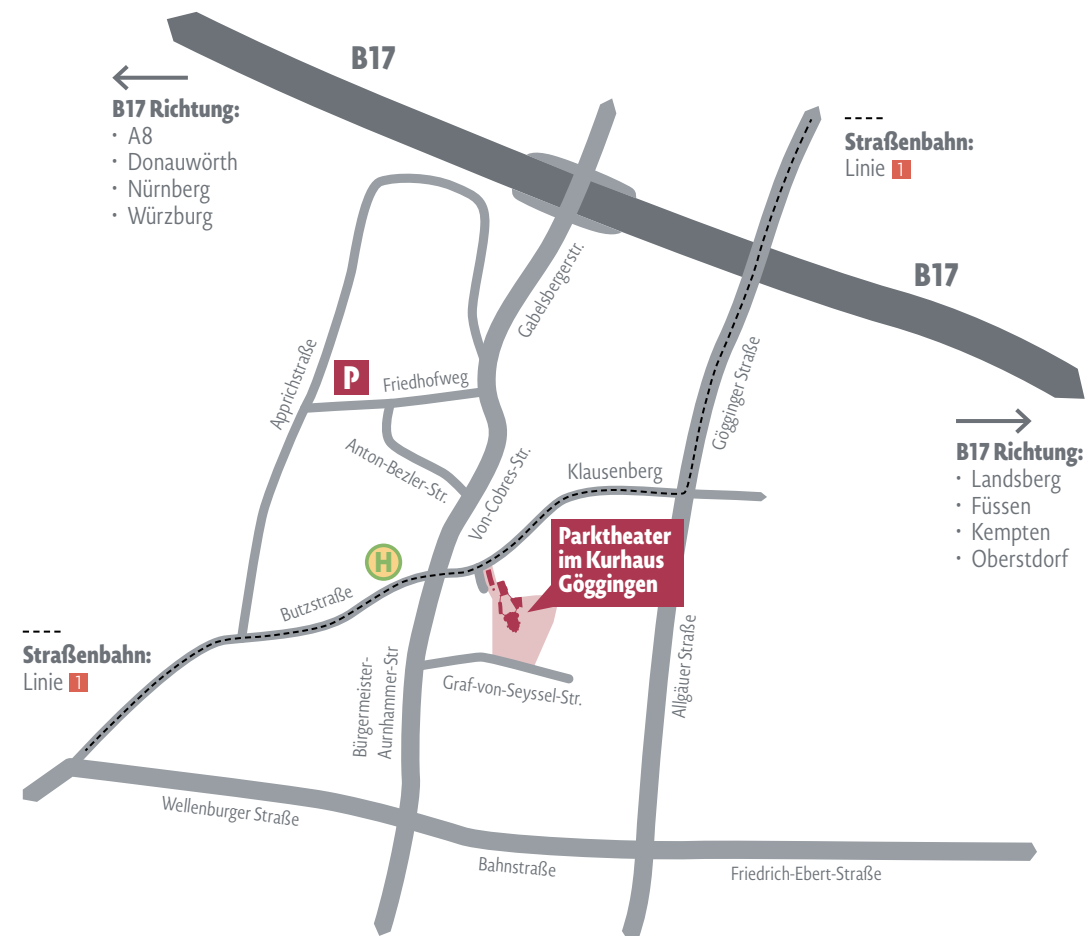 B17
B17 Richtung:
· A8
· Donauwörth
· Nürnberg
· Würzburg
Straßenbahn:
Linie 1
Gabelsbergerstr.
B17
Apprichstraße
P
Friedhofweg
Gögginger Straße
Anton-Bezler-Str.
Von-Cobres-Str.
Klausenberg
B17 Richtung:
· Landsberg
· Füssen
· Kempten
· Oberstdorf
Parktheater
im Kurhaus
Göggingen
H
Butzstraße
Straßenbahn:
Linie 1
Bürgermeister-
Aurnhammer-Str
Graf-von-Seyssel-Str.
Allgäuer Straße
Wellenburger Straße
Bahnstraße
Friedrich-Ebert-Straße